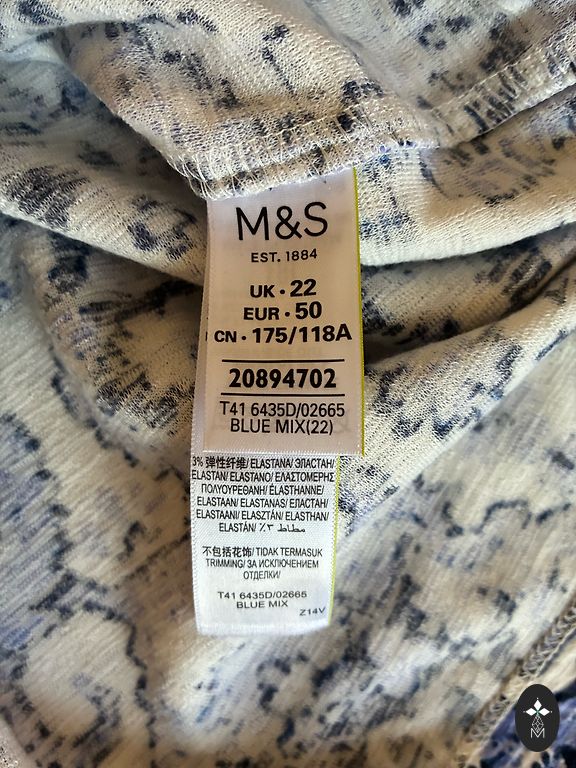 M&S
EST. 1884
UK • 22
EUR • 50
CN • 175/118A
20894702
T41 6435D/02665
BLUE MIX(22)
3% 弹性纤维/ ELASTANA/ ЭЛАСТАН/
ELASTAN/ ELASTANO/ ΕΛΑΣΤΟΜΕΡΗΣ
ΠΟΛΥΟΥΡΕΘΑΝΗ/ ÉLASTHANNE/
ELASTAAN/ ELASTANAS/ ЕЛАСТАН/
ELASTAANI/ ELASZTÁN/ ELASTHAN/
ELASTÁN/ مطاط ٣٪
不包括花饰/ TIDAK TERMASUK
TRIMMING/ ЗА ИСКЛЮЧЕНИЕМ
ОТДЕЛКИ/
T41 6435D/02665
BLUE MIX
Z14V
M